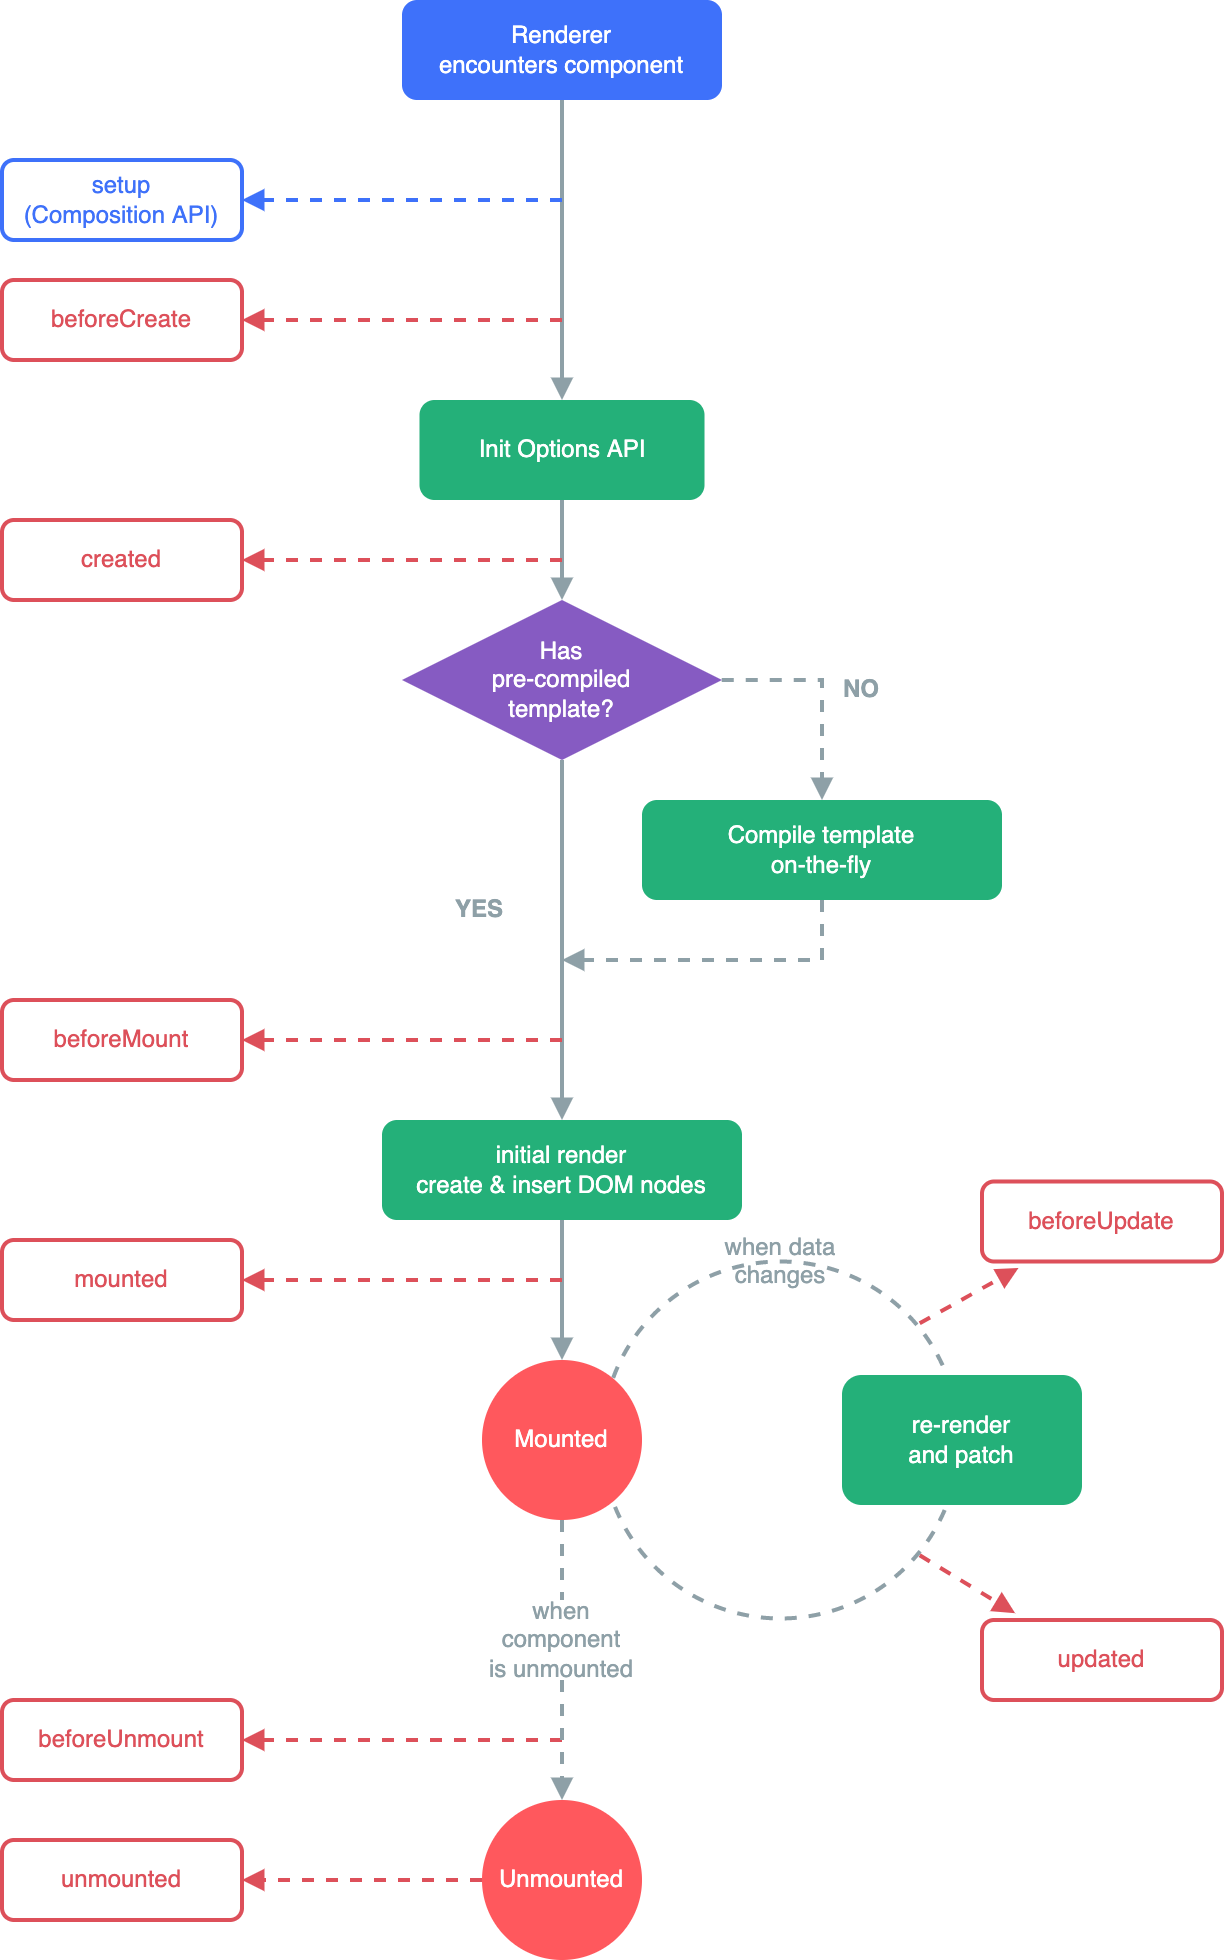 Renderer
encounters component
setup
(Composition API)
beforeCreate
Init Options API
created
Has
pre-compiled
template?
NO
Compile template
on-the-fly
YES
beforeMount
initial render
create & insert DOM nodes
beforeUpdate
when data
changes
mounted
Mounted
re-render
and patch
when
component
is unmounted
updated
beforeUnmount
unmounted
Unmounted